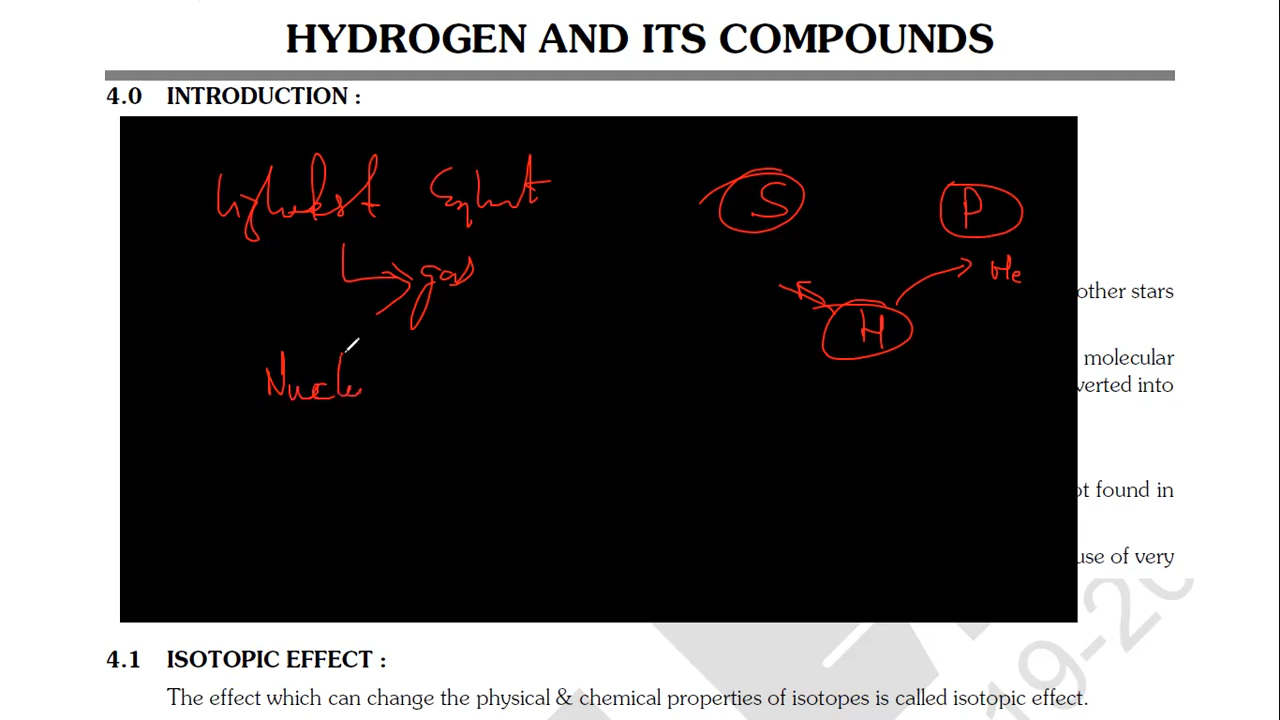 HYDROGEN AND ITS COMPOUNDS
4.0 INTRODUCTION :
S
P
gas
He
other stars
H
molecular
verted into
Nucle
ot found in
use of very
19-20
4.1 ISOTOPIC EFFECT :
The effect which can change the physical & chemical properties of isotopes is called isotopic effect.